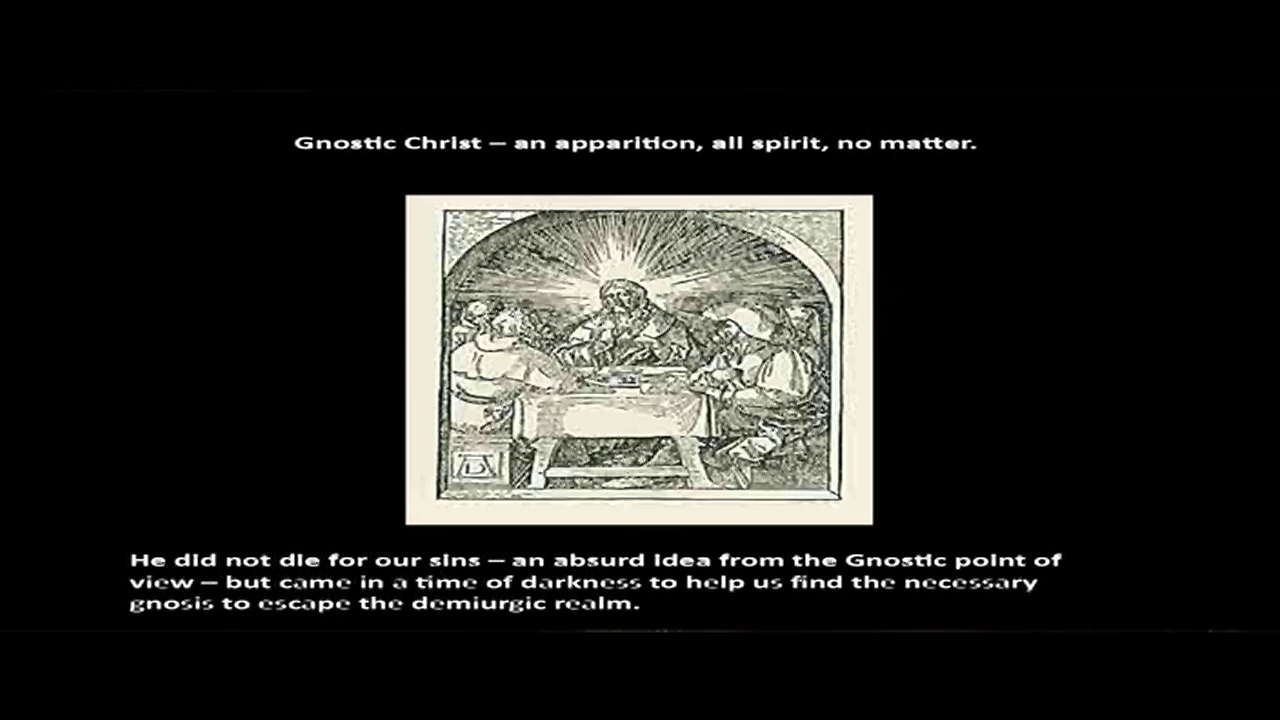 Gnostic Christ – an apparition, all spirit, no matter.
AD
He did not die for our sins – an absurd idea from the Gnostic point of
view – but came in a time of darkness to help us find the necessary
gnosis to escape the demiurgic realm.